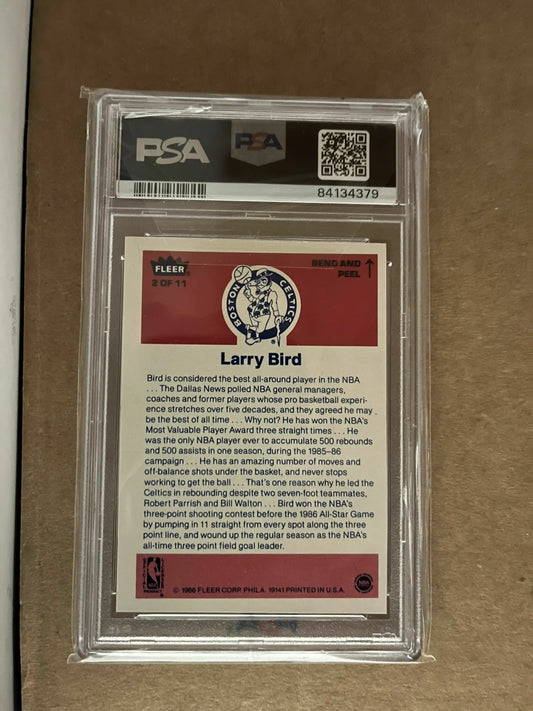 PSA
PSA
84134379
FLEER
2 OF 11
BEND AND
PEEL
BOSTON CELTICS
Larry Bird
Bird is considered the best all-around player in the NBA
. . . The Dallas News polled NBA general managers,
coaches and former players whose pro basketball experi-
ence stretches over five decades, and they agreed he may
be the best of all time . . . Why not? He has won the NBA's
Most Valuable Player Award three straight times . . . He
was the only NBA player ever to accumulate 500 rebounds
and 500 assists in one season, during the 1985-86
campaign . . . He has an amazing number of moves and
off-balance shots under the basket, and never stops
working to get the ball . . . That's one reason why he led the
Celtics in rebounding despite two seven-foot teammates,
Robert Parrish and Bill Walton . . . Bird won the NBA's
three-point shooting contest before the 1986 All-Star Game
by pumping in 11 straight from every spot along the three
point line, and wound up the regular season as the NBA's
all-time three point field goal leader.
© 1986 FLEER CORP. PHILA. 19141 PRINTED IN U.S.A.